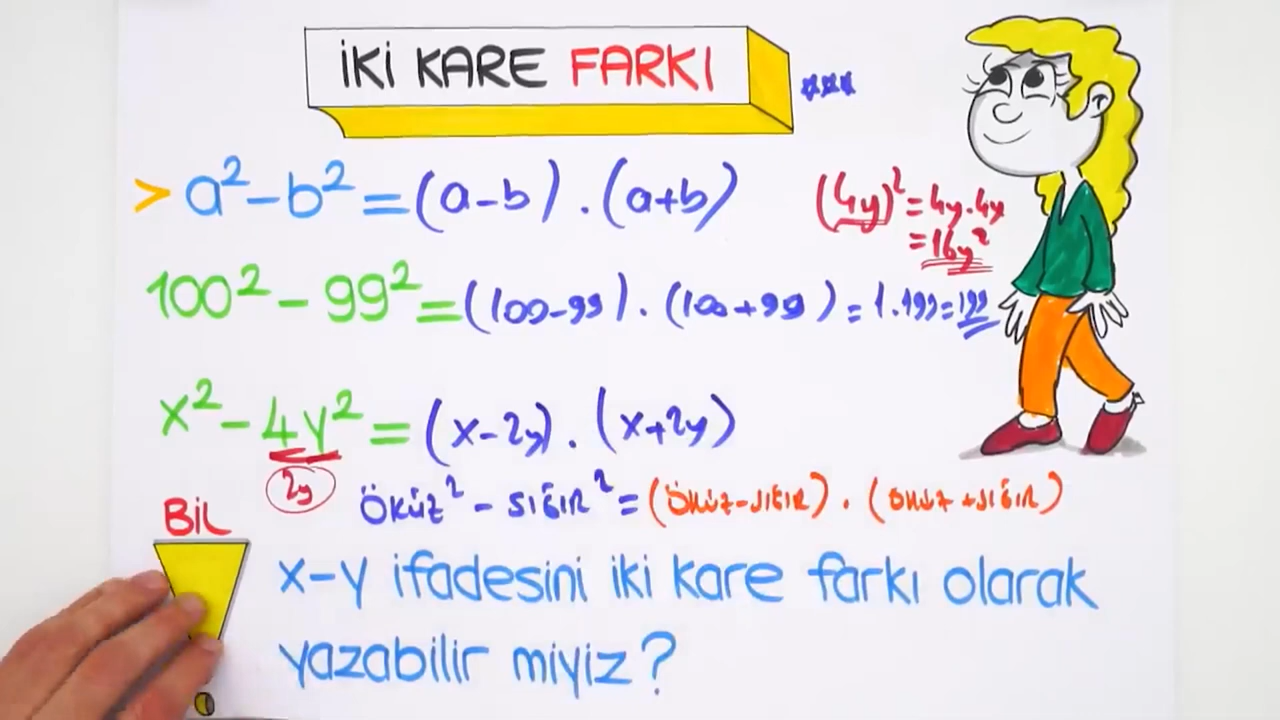 İKİ KARE FARKI ***
> a² - b² = (a-b) . (a+b)
(4y)² = 4y.4x
= 16y²
100² - 99² = (100-99) . (100+99) = 1.199 = 199
x² - 4y² = (x-2y) . (x+2y)
2y
ÖKÜZ² - SIĞIR² = (ÖKÜZ-SIĞIR) . (ÖKÜZ+SIĞIR)
BİL
x-y ifadesini iki kare farkı olarak
yazabilir miyiz?